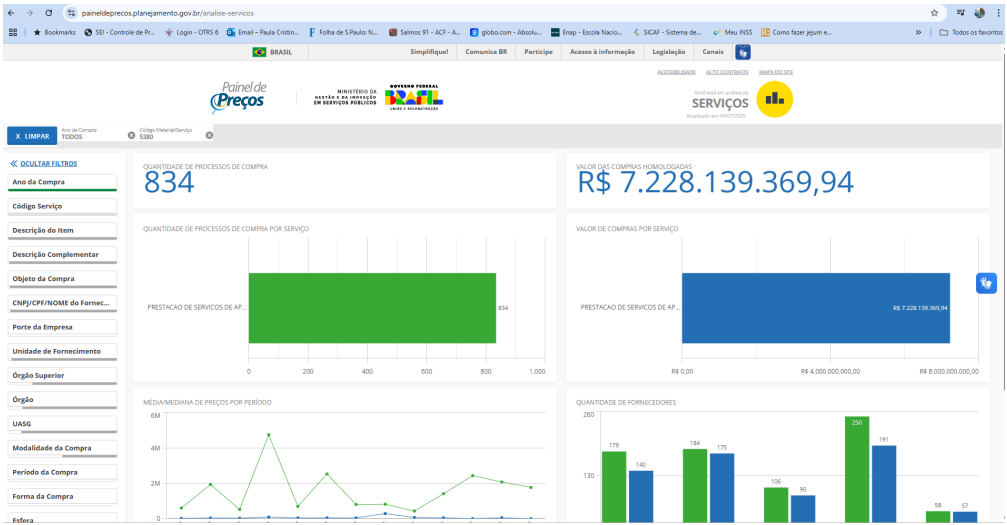 paineldeprecos.planejamento.gov.br/analise-servicos
Bookmarks
SEI - Controle de Pr...
Login - OTRS 6
Email – Paula Cristin...
Folha de S.Paulo: N...
Salmos 91 - ACF - A...
globo.com - Absolu...
Enap - Escola Nacio...
SICAF - Sistema de...
Meu INSS
Como fazer jejum e...
»
Todos os favoritos
BRASIL
Simplifique!
Comunica BR
Participe
Acesso à informação
Legislação
Canais
ACESSIBILIDADE
ALTO CONTRASTE
MAPA DO SITE
Painel de
Preços
MINISTÉRIO DA
GESTÃO E DA INOVAÇÃO
EM SERVIÇOS PÚBLICOS
GOVERNO FEDERAL
BRASIL
UNIÃO E RECONSTRUÇÃO
Você está em análise de
SERVIÇOS
Atualizado em 04/07/2025
X LIMPAR
Ano da Compra
TODOS
Código Material/Serviço
5380
OCULTAR FILTROS
Ano da Compra
Código Serviço
Descrição do Item
Descrição Complementar
Objeto da Compra
CNPJ/CPF/NOME do Fornec...
Porte da Empresa
Unidade de Fornecimento
Órgão Superior
Órgão
UASG
Modalidade da Compra
Período da Compra
Forma da Compra
Esfera
QUANTIDADE DE PROCESSOS DE COMPRA
834
VALOR DAS COMPRAS HOMOLOGADAS
R$ 7.228.139.369,94
QUANTIDADE DE PROCESSOS DE COMPRA POR SERVIÇO
PRESTACAO DE SERVICOS DE AP...
834
0 200 400 600 800 1.000
VALOR DE COMPRAS POR SERVIÇO
PRESTACAO DE SERVICOS DE AP...
R$ 7.228.139.369,94
R$ 0,00 R$ 4.000.000.000,00 R$ 8.000.000.000,00
MÉDIA/MEDIANA DE PREÇOS POR PERÍODO
6M
4M
2M
0
QUANTIDADE DE FORNECEDORES
260
130
179
140
184
175
106
90
250
191
58
57